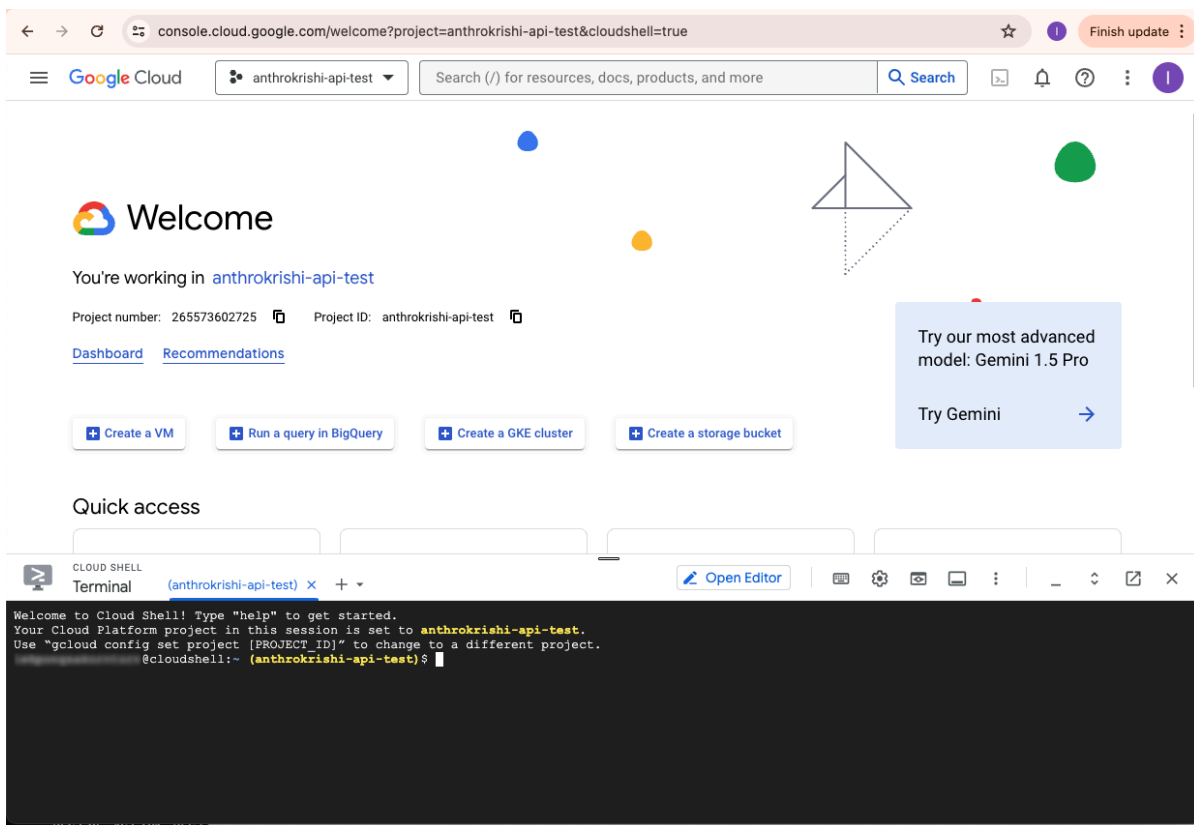 console.cloud.google.com/welcome?project=anthrokrishi-api-test&cloudshell=true
I
Finish update
Google Cloud
anthrokrishi-api-test
Search (/) for resources, docs, products, and more
Search
I
Welcome
You're working in anthrokrishi-api-test
Project number: 265573602725 Project ID: anthrokrishi-api-test
Dashboard Recommendations
Try our most advanced
model: Gemini 1.5 Pro
Try Gemini
Create a VM
Run a query in BigQuery
Create a GKE cluster
Create a storage bucket
Quick access
CLOUD SHELL
Terminal
(anthrokrishi-api-test)
Open Editor
Welcome to Cloud Shell! Type "help" to get started.
Your Cloud Platform project in this session is set to anthrokrishi-api-test.
Use “gcloud config set project [PROJECT_ID]” to change to a different project.
@cloudshell:~ (anthrokrishi-api-test)$